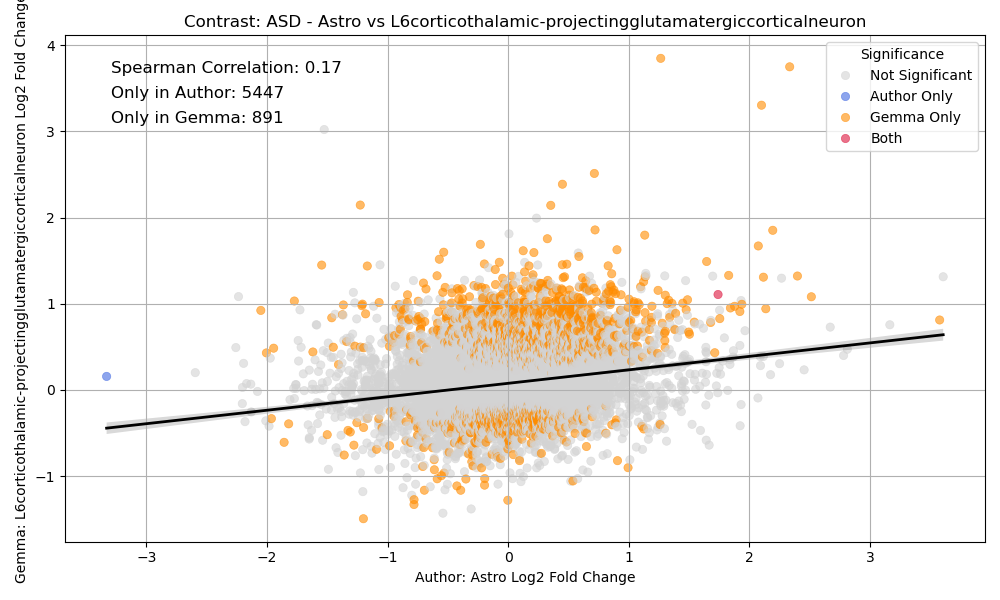 Contrast: ASD - Astro vs L6corticothalamic-projectingglutamatergiccorticalneuron
Spearman Correlation: 0.17
Only in Author: 5447
Only in Gemma: 891
Significance
Not Significant
Author Only
Gemma Only
Both
4
3
2
1
0
−1
−3
−2
−1
0
1
2
3
Author: Astro Log2 Fold Change
Gemma: L6corticothalamic-projectingglutamatergiccorticalneuron Log2 Fold Change